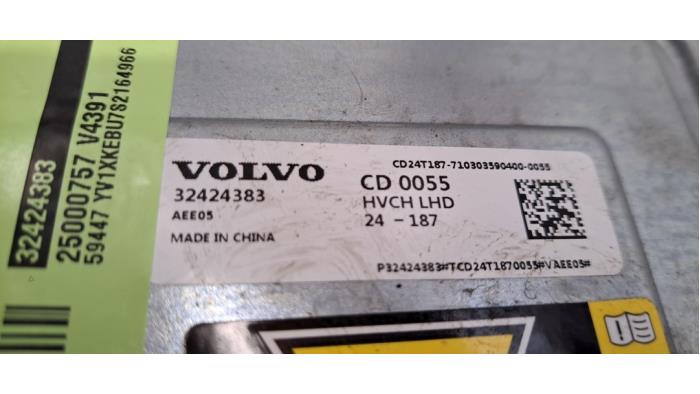 32424383
25000757 V4391
59447 YV1XKEBU7S2164966
VOLVO
32424383
AEE05
MADE IN CHINA
CD24T187-710303590400-0055
CD 0055
HVCH LHD
24 - 187
P32424383#TCD24T1870055#VAEE05#